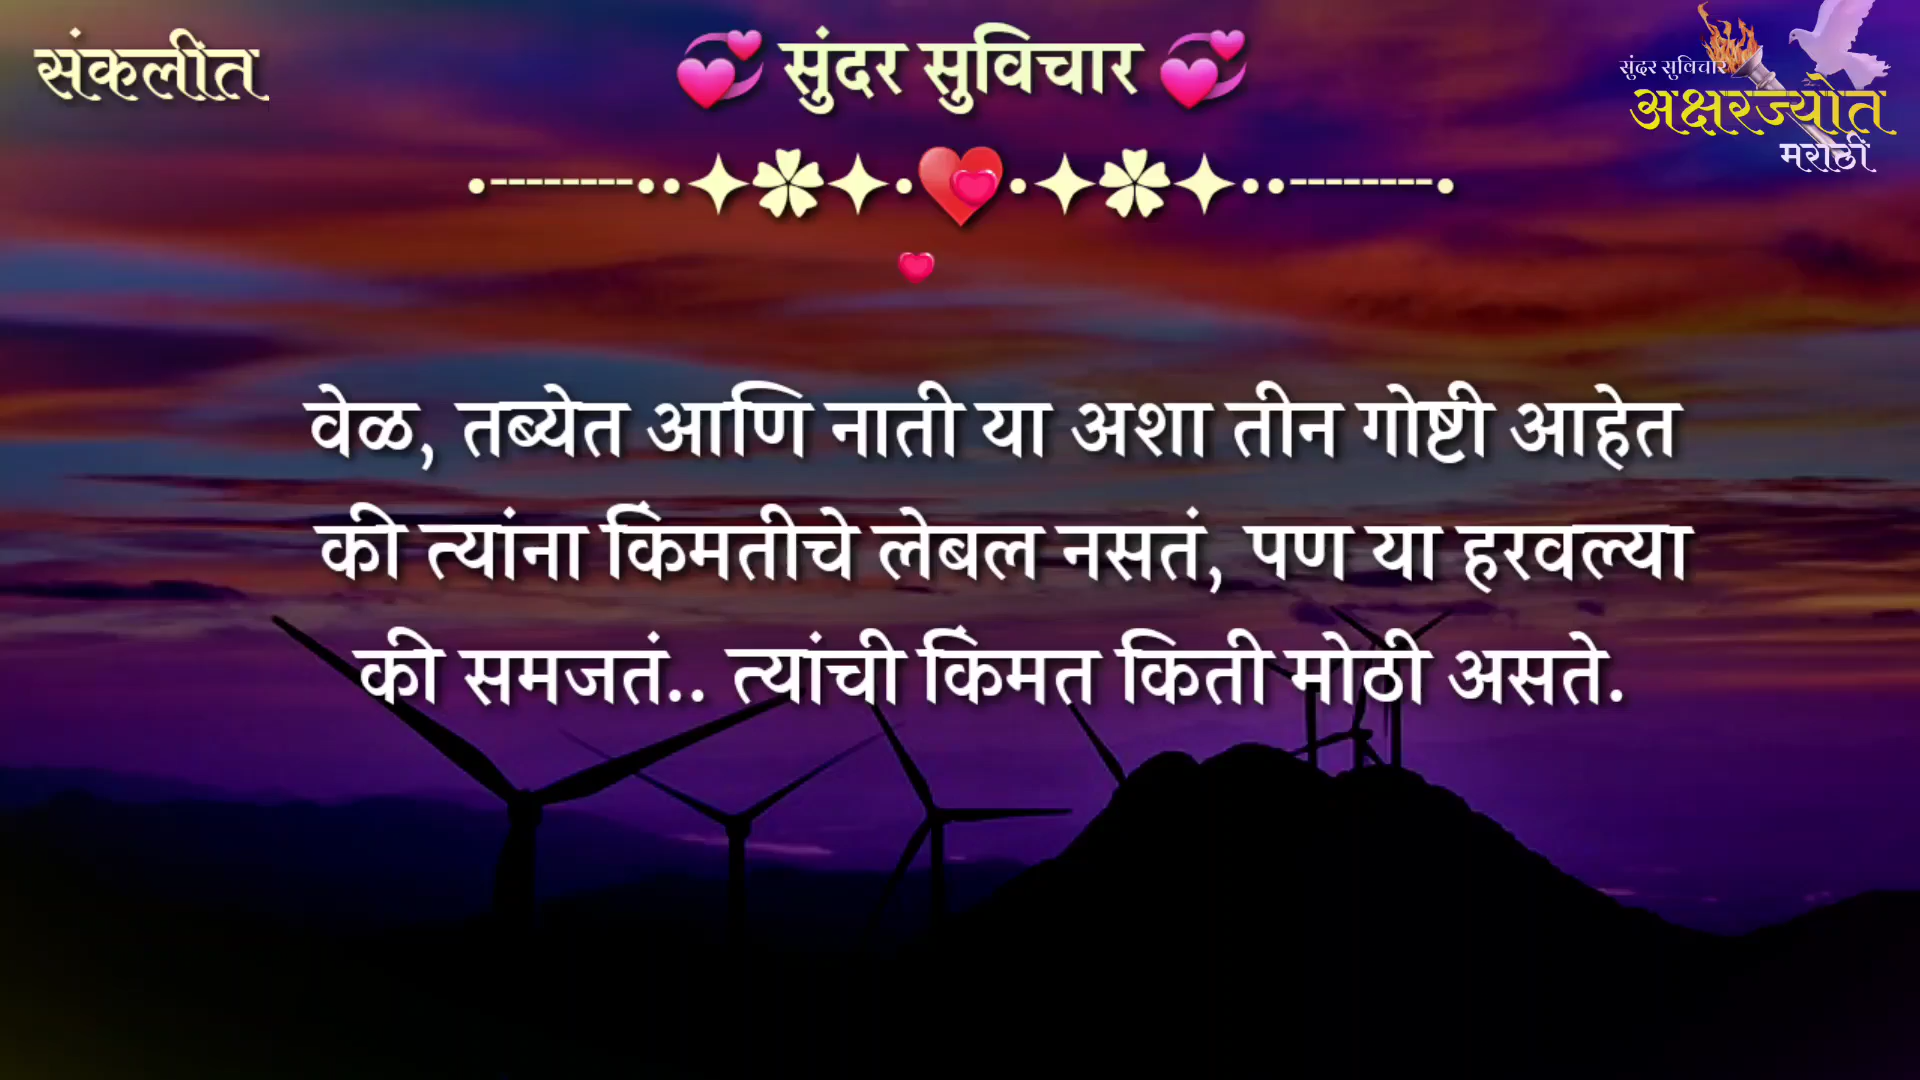 संकलीत
💞 सुंदर सुविचार 💞
सुंदर सुविचार
अक्षरज्योत
मराठी
वेळ, तब्येत आणि नाती या अशा तीन गोष्टी आहेत
की त्यांना किंमतीचे लेबल नसतं, पण या हरवल्या
की समजतं.. त्यांची किंमत किती मोठी असते.